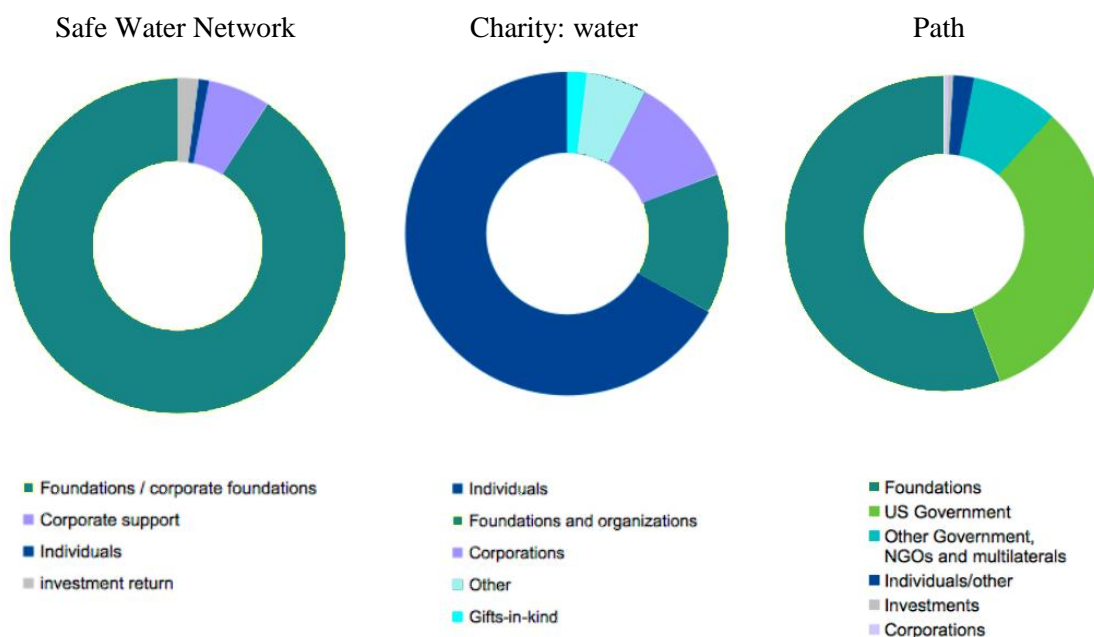 Safe Water Network
Charity: water
Path
Foundations / corporate foundations
Corporate support
Individuals
investment return
Individuals
Foundations and organizations
Corporations
Other
Gifts-in-kind
Foundations
US Government
Other Government,
NGOs and multilaterals
Individuals/other
Investments
Corporations